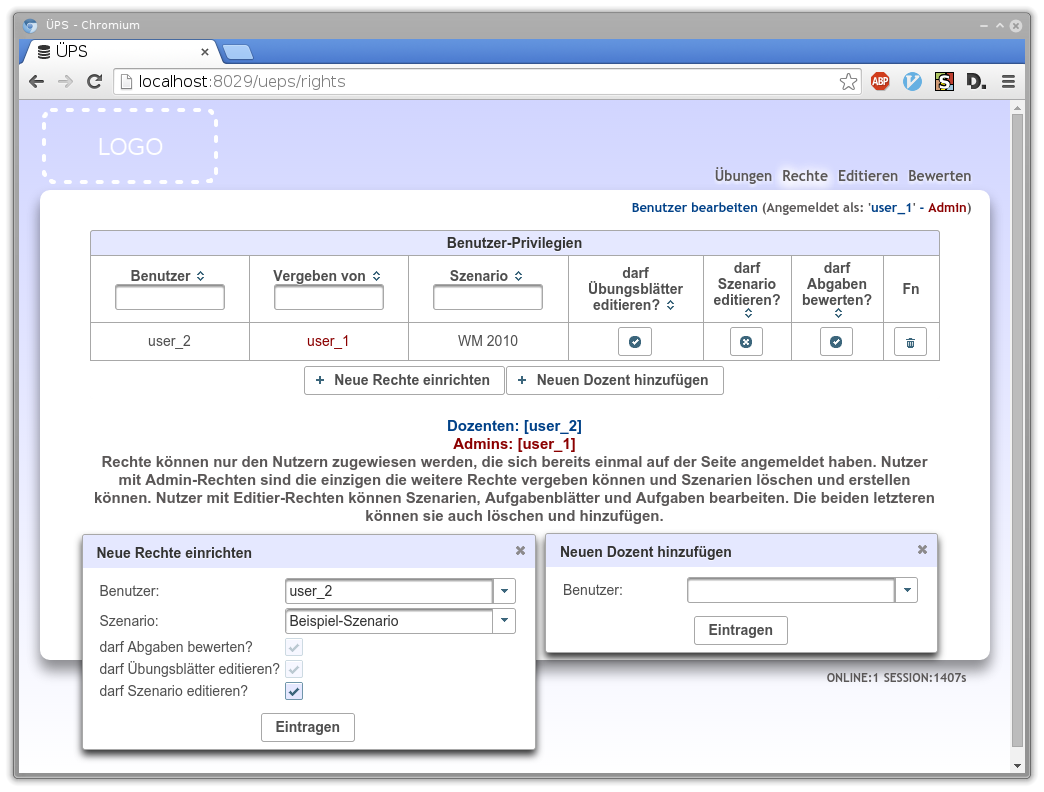 ÜPS - Chromium
ÜPS
localhost:8029/ueps/rights
ABP
LOGO
Übungen Rechte Editieren Bewerten
Benutzer bearbeiten (Angemeldet als: 'user_1' - Admin)
Benutzer-Privilegien
Benutzer
Vergeben von
Szenario
darf
Übungsblätter
editieren?
darf
Szenario
editieren?
darf
Abgaben
bewerten?
Fn
user_2 user_1 WM 2010
+ Neue Rechte einrichten + Neuen Dozent hinzufügen
Dozenten: [user_2]
Admins: [user_1]
Rechte können nur den Nutzern zugewiesen werden, die sich bereits einmal auf der Seite angemeldet haben. Nutzer
mit Admin-Rechten sind die einzigen die weitere Rechte vergeben können und Szenarien löschen und erstellen
können. Nutzer mit Editier-Rechten können Szenarien, Aufgabenblätter und Aufgaben bearbeiten. Die beiden letzteren
können sie auch löschen und hinzufügen.
Neue Rechte einrichten
Benutzer: user_2
Szenario: Beispiel-Szenario
darf Abgaben bewerten?
darf Übungsblätter editieren?
darf Szenario editieren?
Eintragen
Neuen Dozent hinzufügen
Benutzer:
Eintragen
ONLINE:1 SESSION:1407s